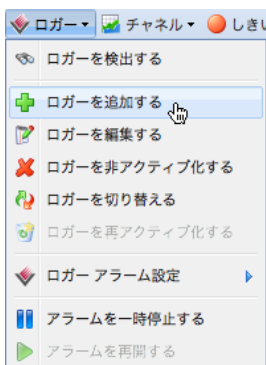 ロガー チャネル しきい
ロガーを検出する
ロガーを追加する
ロガーを編集する
ロガーを非アクティブ化する
ロガーを切り替える
ロガーを再アクティブ化する
ロガー アラーム設定
アラームを一時停止する
アラームを再開する